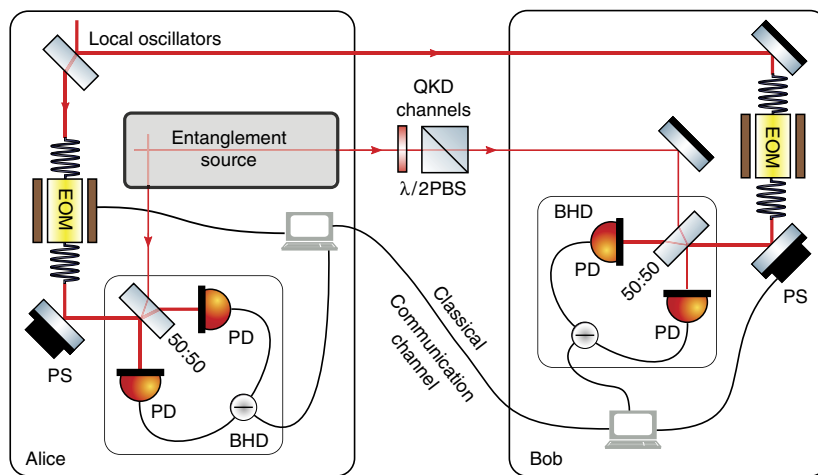 Local oscillators
QKD
channels
Entanglement
source
λ/2PBS
EOM
EOM
BHD
PD
50:50
PD
PS
PS
50:50
PD
PD
BHD
Classical
Communication
channel
Alice
Bob